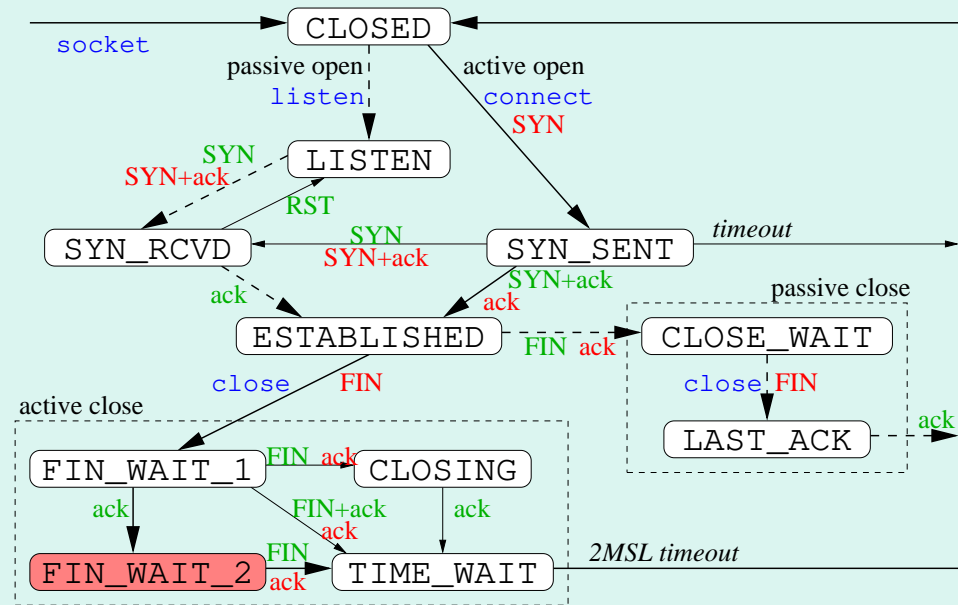 CLOSED
socket
passive open
active open
listen
connect
SYN
LISTEN
SYN
SYN+ack
RST
SYN_RCVD
SYN
SYN+ack
SYN_SENT
timeout
ack
SYN+ack
ack
passive close
ESTABLISHED
FIN ack
CLOSE_WAIT
close FIN
close FIN
active close
LAST_ACK
ack
FIN_WAIT_1
FIN ack
CLOSING
ack
FIN+ack
ack
ack
FIN_WAIT_2
FIN
ack
TIME_WAIT
2MSL timeout